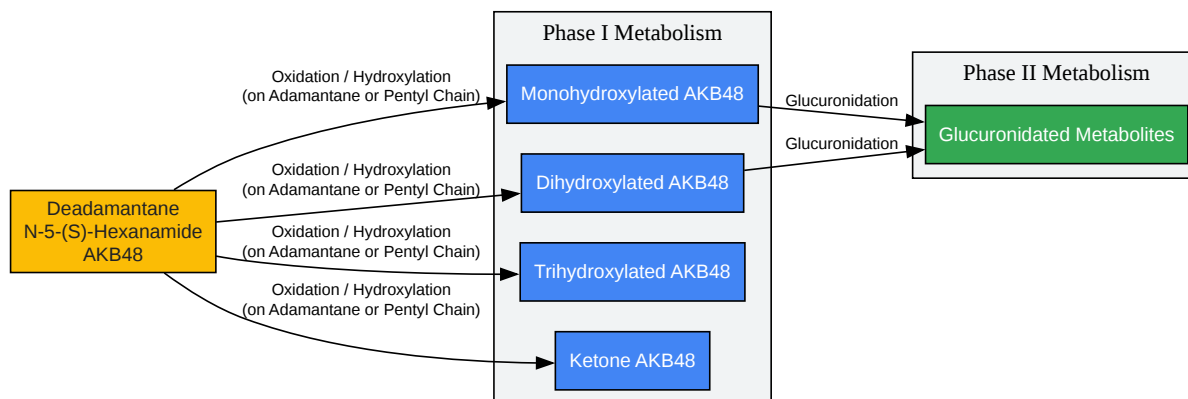 Phase I Metabolism
Phase II Metabolism
Oxidation / Hydroxylation
(on Adamantane or Pentyl Chain)
Monohydroxylated AKB48
Glucuronidation
Glucuronidated Metabolites
Glucuronidation
Oxidation / Hydroxylation
(on Adamantane or Pentyl Chain)
Dihydroxylated AKB48
Deadamantane
N-5-(S)-Hexanamide
AKB48
Oxidation / Hydroxylation
(on Adamantane or Pentyl Chain)
Trihydroxylated AKB48
Oxidation / Hydroxylation
(on Adamantane or Pentyl Chain)
Ketone AKB48